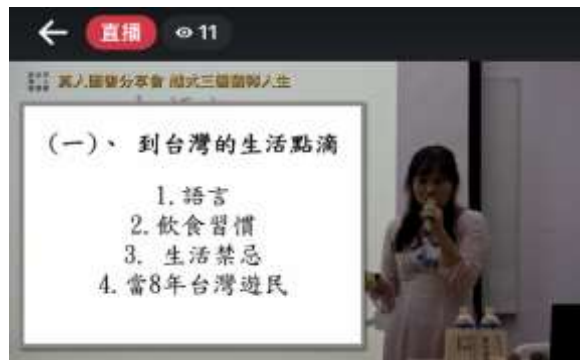 直播
11
(一)、 到台灣的生活點滴
1. 語言
2. 飲食習慣
3. 生活禁忌
4. 當8年台灣遊民